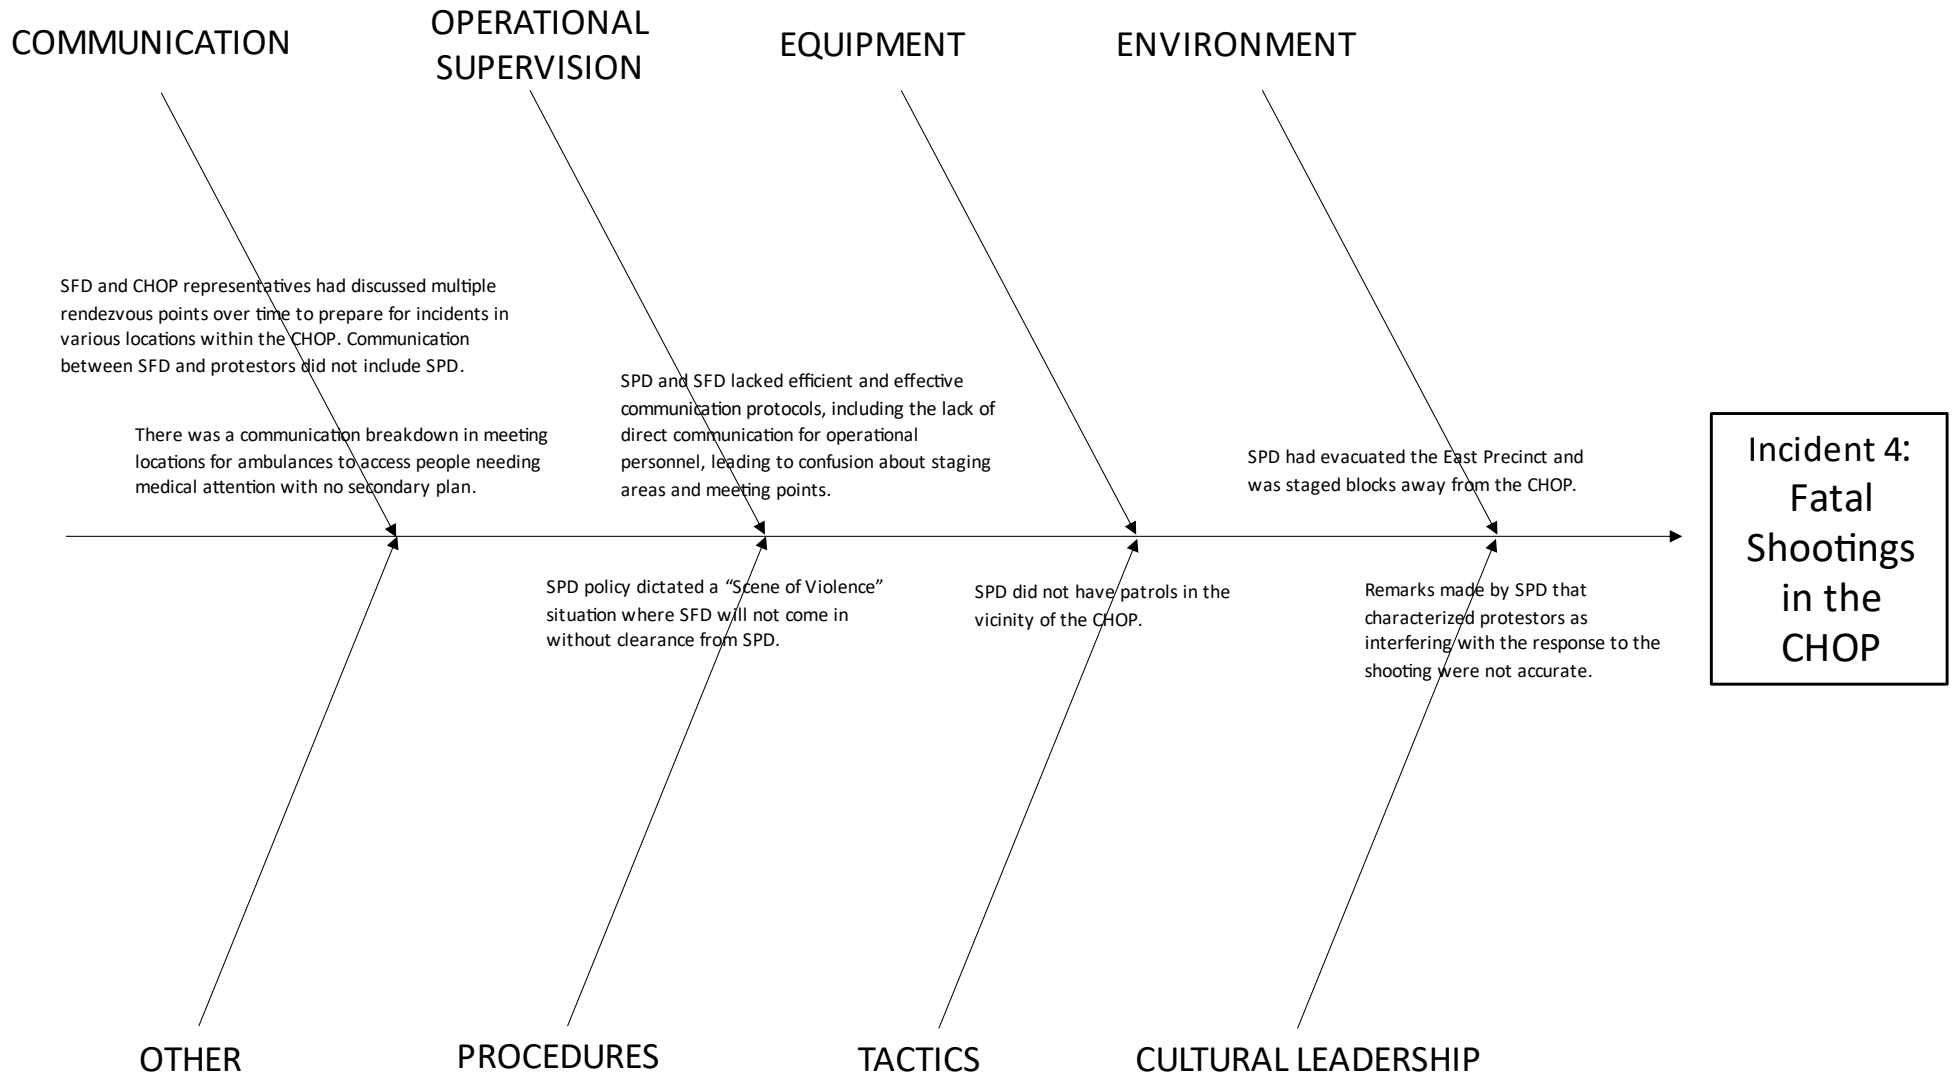 COMMUNICATION
OPERATIONAL
SUPERVISION
EQUIPMENT
ENVIRONMENT
SFD and CHOP representatives had discussed multiple
rendezvous points over time to prepare for incidents in
various locations within the CHOP. Communication
between SFD and protestors did not include SPD.
There was a communication breakdown in meeting
locations for ambulances to access people needing
medical attention with no secondary plan.
SPD and SFD lacked efficient and effective
communication protocols, including the lack of
direct communication for operational
personnel, leading to confusion about staging
areas and meeting points.
SPD had evacuated the East Precinct and
was staged blocks away from the CHOP.
Incident 4:
Fatal
Shootings
in the
CHOP
SPD policy dictated a “Scene of Violence”
situation where SFD will not come in
without clearance from SPD.
SPD did not have patrols in the
vicinity of the CHOP.
Remarks made by SPD that
characterized protestors as
interfering with the response to the
shooting were not accurate.
OTHER
PROCEDURES
TACTICS
CULTURAL LEADERSHIP